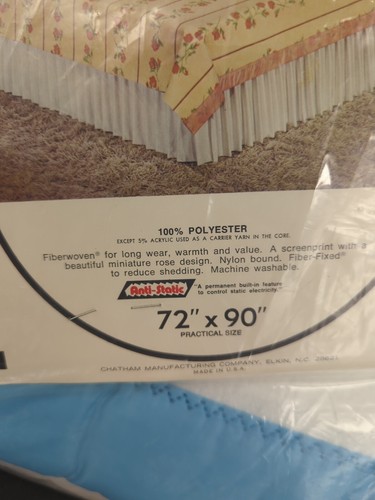 100% POLYESTER
EXCEPT 5% ACRYLIC USED AS A CARRIER YARN IN THE CORE.
Fiberwoven® for long wear, warmth and value. A screenprint with a
beautiful miniature rose design. Nylon bound. Fiber-Fixed®
to reduce shedding. Machine washable.
Anti-Static
"A permanent built-in feature
to control static electricity."
72" x 90"
PRACTICAL SIZE
CHATHAM MANUFACTURING COMPANY, ELKIN, N.C. 28621
MADE IN U.S.A.